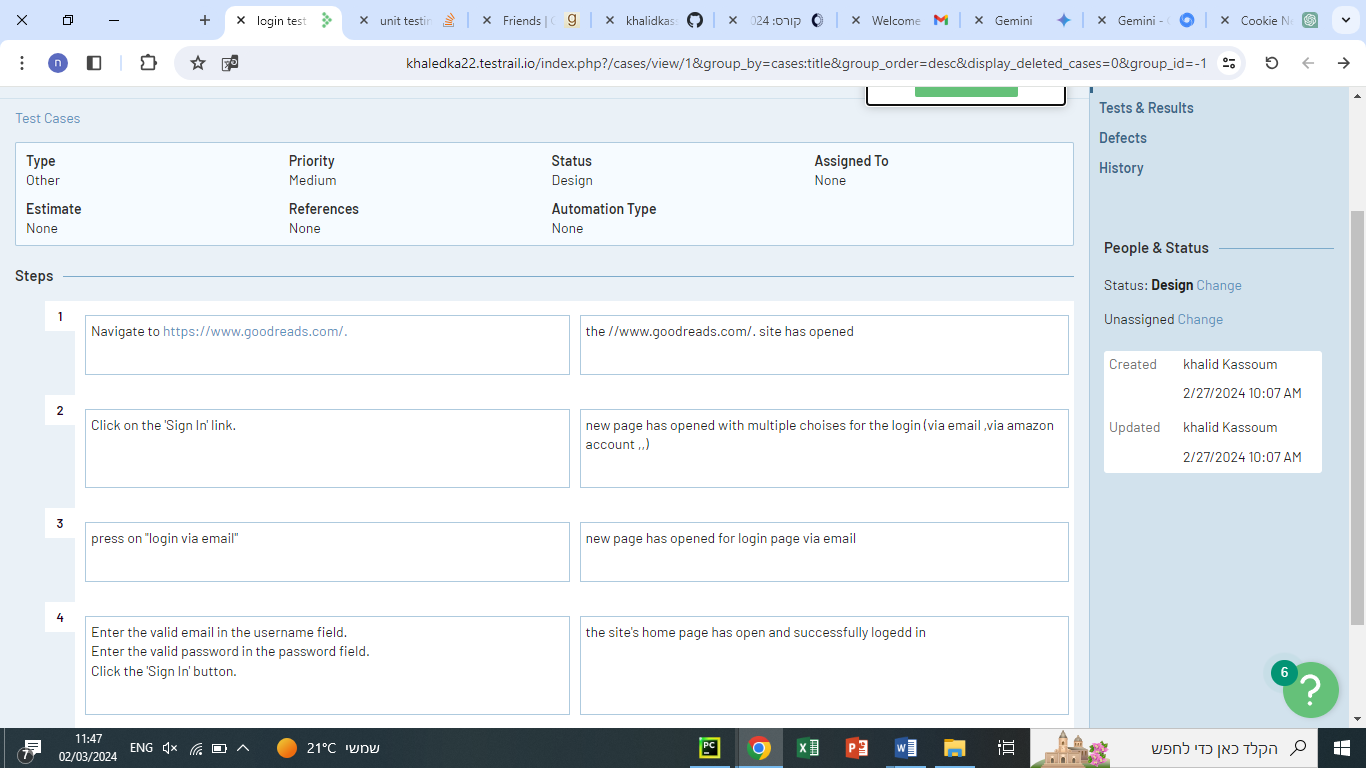 login test
unit testin
Friends | G
khalidkas
קורס: 024
Welcome
Gemini
Gemini - C
Cookie Ne
n
khaledka22.testrail.io/index.php?/cases/view/1&group_by=cases:title&group_order=desc&display_deleted_cases=0&group_id=-1
Test Cases
Type
Other
Priority
Medium
Status
Design
Assigned To
None
Estimate
None
References
None
Automation Type
None
Steps
1
Navigate to https://www.goodreads.com/.
the //www.goodreads.com/. site has opened
2
Click on the 'Sign In' link.
new page has opened with multiple choises for the login (via email ,via amazon
account ,,)
3
press on "login via email"
new page has opened for login page via email
4
Enter the valid email in the username field.
Enter the valid password in the password field.
Click the 'Sign In' button.
the site's home page has open and successfully logedd in
Tests & Results
Defects
History
People & Status
Status: Design Change
Unassigned Change
Created khalid Kassoum
2/27/2024 10:07 AM
Updated khalid Kassoum
2/27/2024 10:07 AM
6
?
7
11:47
02/03/2024
ENG
21°C שמשי
PC
הקלד כאן כדי לחפש